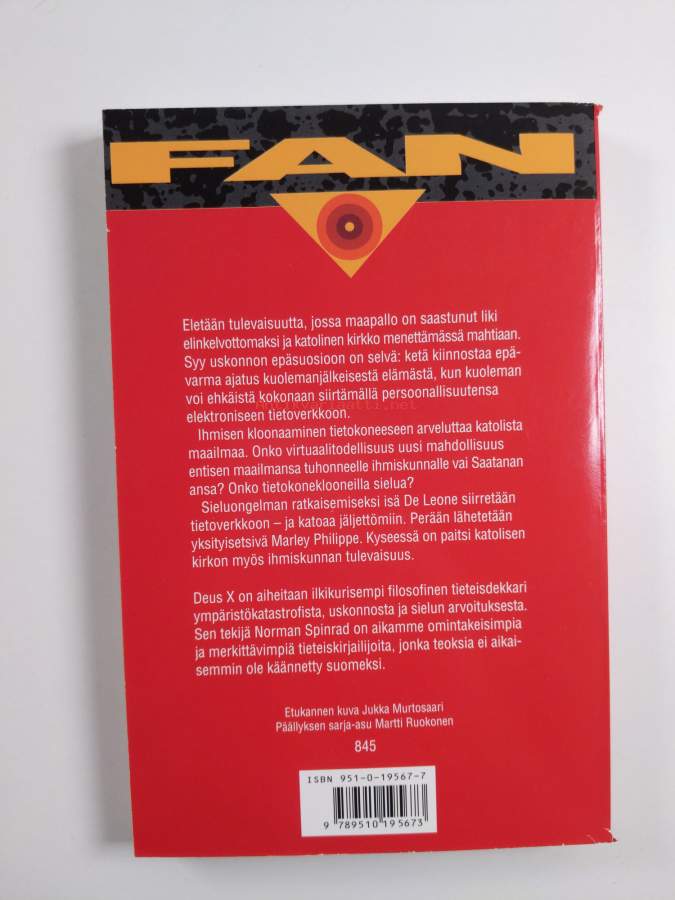 FAN
Eletään tulevaisuutta, jossa maapallo on saastunut liki
elinkelvottomaksi ja katolinen kirkko menettämässä mahtiaan.
Syy uskonnon epäsuosioon on selvä: ketä kiinnostaa epä-
varma ajatus kuolemanjälkeisestä elämästä, kun kuoleman
voi ehkäistä kokonaan siirtämällä persoonallisuutensa
elektroniseen tietoverkkoon.
Ihmisen kloonaaminen tietokoneeseen arveluttaa katolista
maailmaa. Onko virtuaalitodellisuus uusi mahdollisuus
entisen maailmansa tuhonneelle ihmiskunnalle vai Saatanan
ansa? Onko tietokoneklooneilla sielua?
Sieluongelman ratkaisemiseksi isä De Leone siirretään
tietoverkkoon – ja katoaa jäljettömiin. Perään lähetetään
yksityisetsivä Marley Philippe. Kyseessä on paitsi katolisen
kirkon myös ihmiskunnan tulevaisuus.
Deus X on aiheitaan ilkikurisempi filosofinen tieteisdekkari
ympäristökatastrofista, uskonnosta ja sielun arvoituksesta.
Sen tekijä Norman Spinrad on aikamme omintakeisimpia
ja merkittävimpiä tieteiskirjailijoita, jonka teoksia ei aikai-
semmin ole käännetty suomeksi.
Etukannen kuva Jukka Murtosaari
Päällyksen sarja-asu Martti Ruokonen
845
ISBN 951-0-19567-7
9 789510 195673